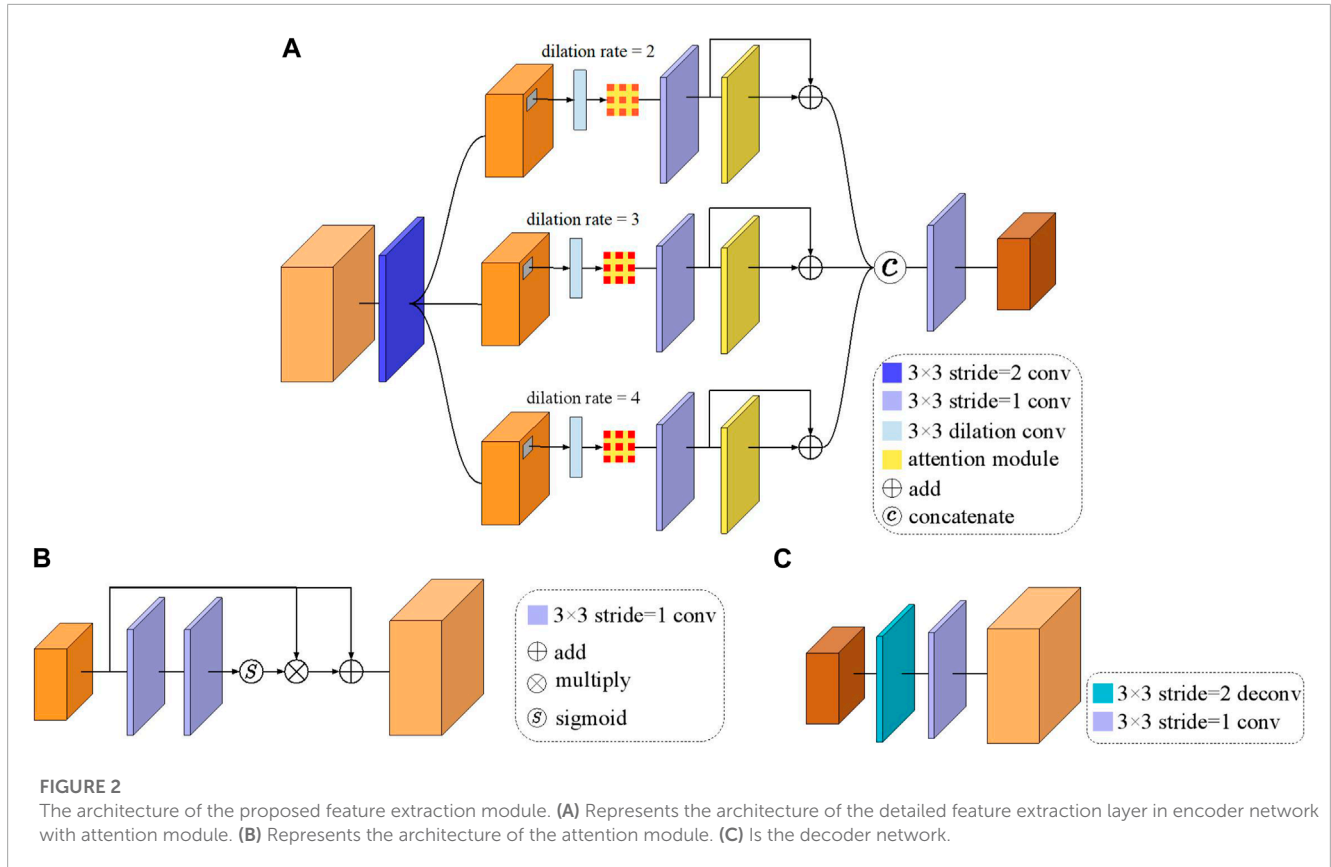 A
dilation rate = 2
dilation rate = 3
dilation rate = 4
C
3×3 stride=2 conv
3×3 stride=1 conv
3×3 dilation conv
attention module
add
C concatenate
B
S
3×3 stride=1 conv
add
multiply
S sigmoid
C
3×3 stride=2 deconv
3×3 stride=1 conv
FIGURE 2
The architecture of the proposed feature extraction module. (A) Represents the architecture of the detailed feature extraction layer in encoder network
with attention module. (B) Represents the architecture of the attention module. (C) Is the decoder network.